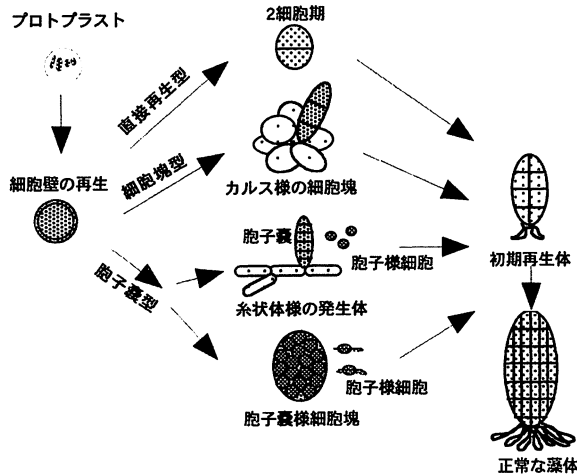 プロトプラスト
2細胞期
直接再生型
細胞壁の再生
細胞塊型
カルス様の細胞塊
胞子嚢
胞子様細胞
初期再生体
胞子嚢型
糸状体様の発生体
胞子様細胞
胞子嚢様細胞塊
正常な藻体